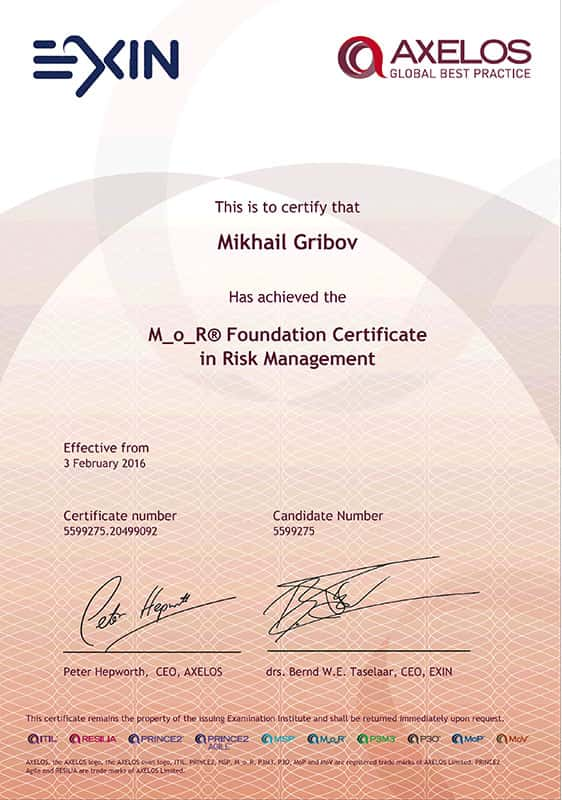 EXIN
AXELOS
GLOBAL BEST PRACTICE
This is to certify that
Mikhail Gribov
Has achieved the
M_o_R® Foundation Certificate
in Risk Management
Effective from
3 February 2016
Certificate number
5599275.20499092
Candidate Number
5599275
Peter Hepworth
Peter Hepworth, CEO, AXELOS
drs. Bernd W.E. Taselaar, CEO, EXIN
This certificate remains the property of the issuing Examination Institute and shall be returned immediately upon request.
ITIL® RESILIA PRINCE2® PRINCE2 AGILE MSP® M_o_R® P3M3® P3O® MoP® MoV®
AXELOS, the AXELOS logo, the AXELOS swirl logo, ITIL, PRINCE2, MSP, M_o_R, P3M3, P3O, MoP and MoV are registered trade marks of AXELOS Limited. PRINCE2
Agile and RESILIA are trade marks of AXELOS Limited.